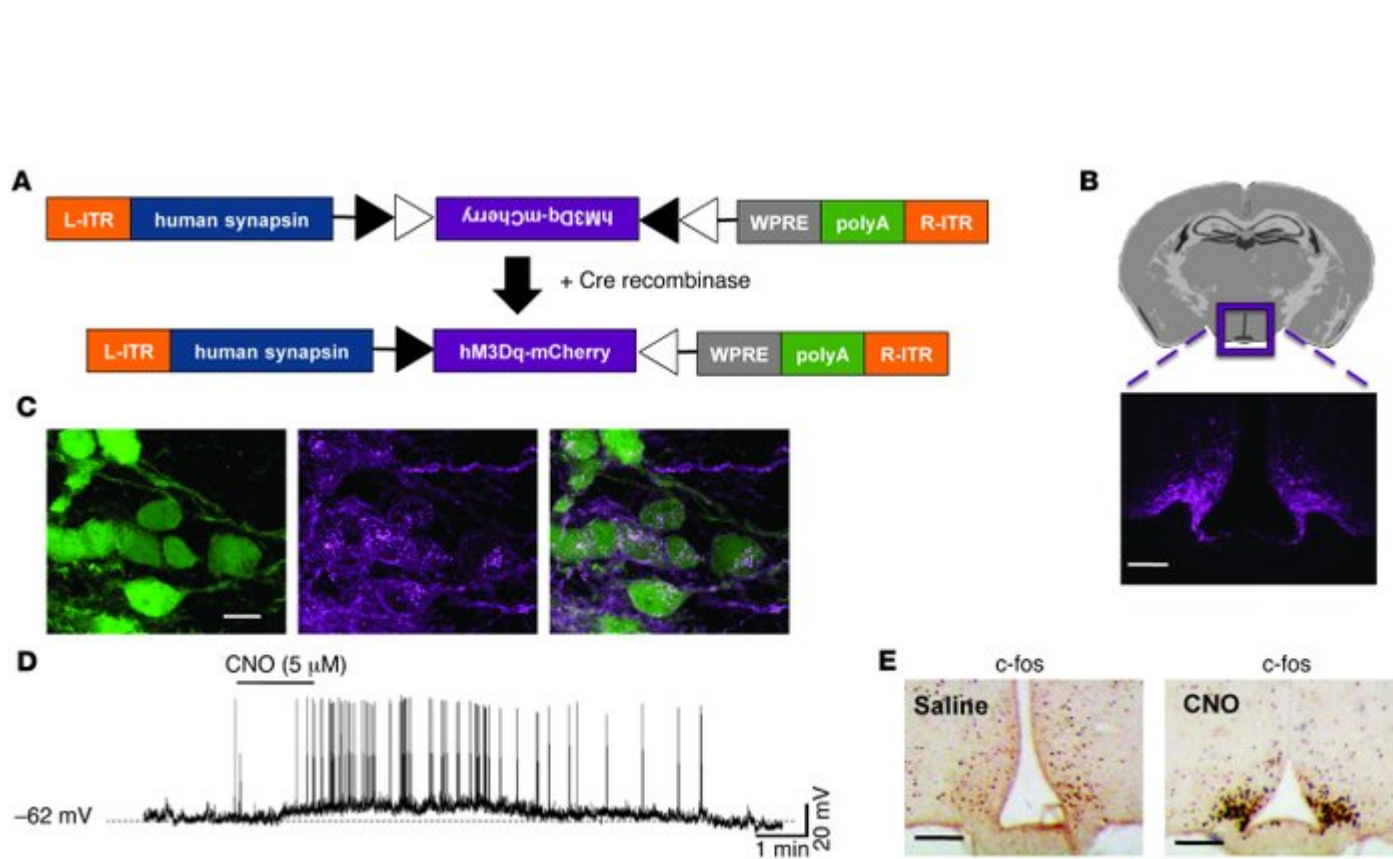 A
L-ITR human synapsin hM3Dq-mCherry WPRE polyA R-ITR
+ Cre recombinase
L-ITR human synapsin hM3Dq-mCherry WPRE polyA R-ITR
B
C
D
CNO (5 μM)
–62 mV
20 mV
1 min
E
c-fos c-fos
Saline CNO